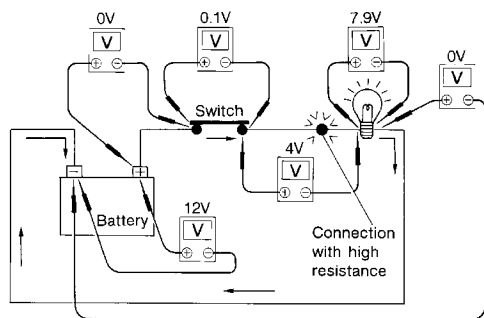 0V
V
0.1V
V
7.9V
V
0V
V
Switch
4V
V
Battery
12V
V
Connection
with high
resistance